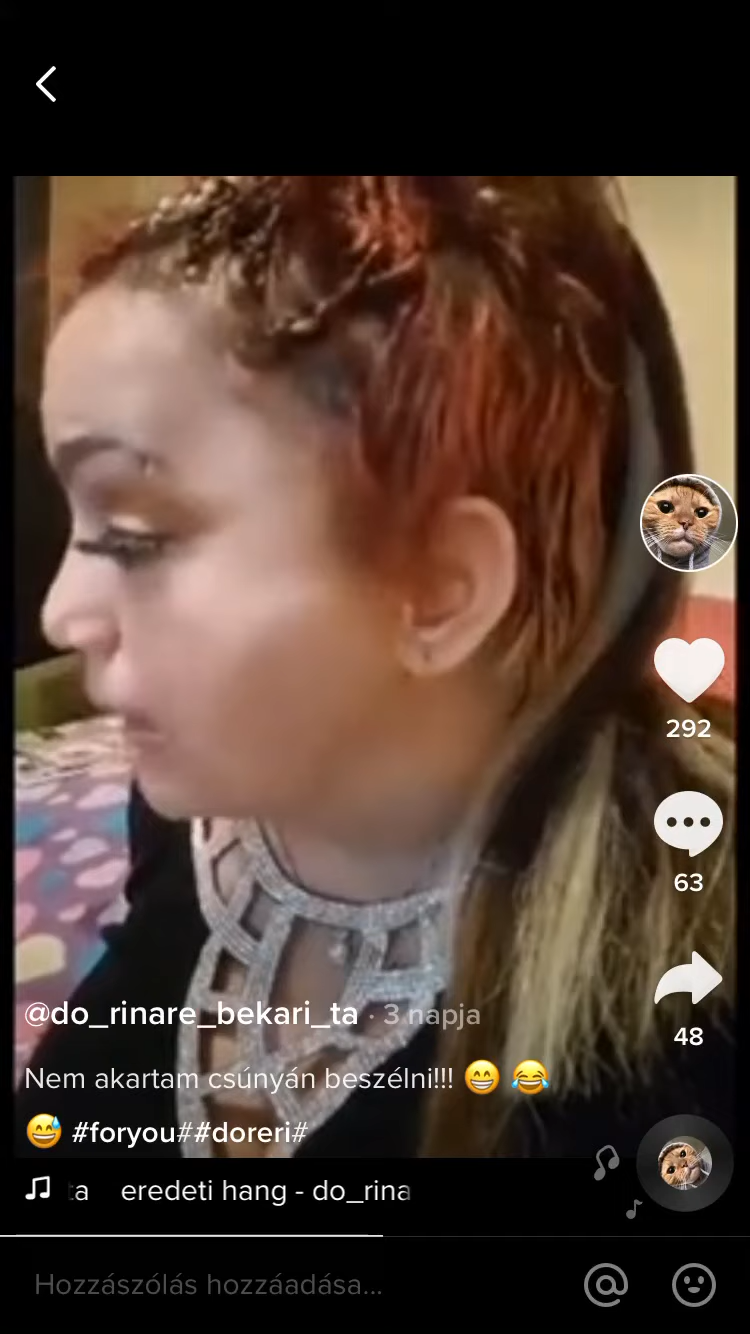 292
63
48
@do_rinare_bekari_ta · 3 napja
Nem akartam csúnyán beszélni!!! 😁 😂
😅 #foryou##doreri#
ta eredeti hang - do_rina
Hozzászólás hozzáadása...